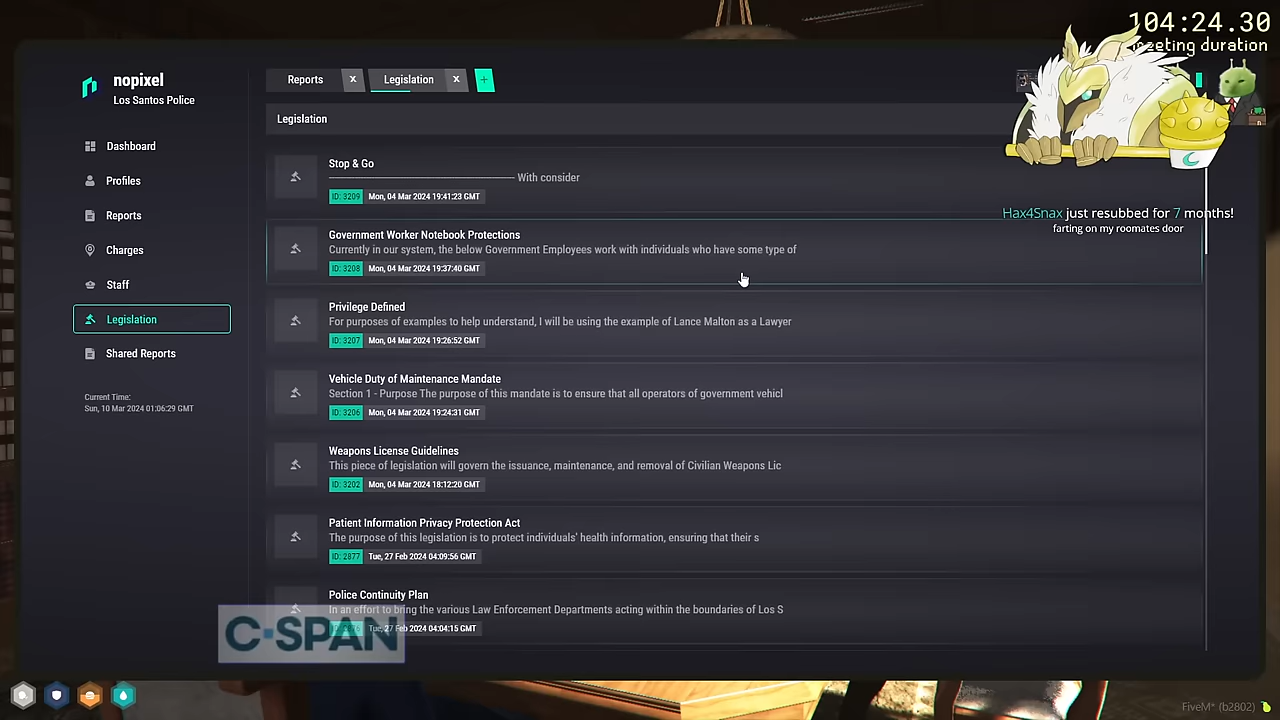 104:24.30
meeting duration
nopixel
Los Santos Police
Reports x Legislation x +
Legislation
Dashboard
Profiles
Reports
Charges
Staff
Legislation
Shared Reports
Current Time:
Sun, 10 Mar 2024 01:06:29 GMT
Stop & Go
With consider
ID: 3209 Mon, 04 Mar 2024 19:41:23 GMT
Hax4Snax just resubbed for 7 months!
farting on my roomates door
Government Worker Notebook Protections
Currently in our system, the below Government Employees work with individuals who have some type of
ID: 3208 Mon, 04 Mar 2024 19:37:40 GMT
Privilege Defined
For purposes of examples to help understand, I will be using the example of Lance Malton as a Lawyer
ID: 3207 Mon, 04 Mar 2024 19:26:52 GMT
Vehicle Duty of Maintenance Mandate
Section 1 - Purpose The purpose of this mandate is to ensure that all operators of government vehicl
ID: 3206 Mon, 04 Mar 2024 19:24:31 GMT
Weapons License Guidelines
This piece of legislation will govern the issuance, maintenance, and removal of Civilian Weapons Lic
ID: 3202 Mon, 04 Mar 2024 18:12:20 GMT
Patient Information Privacy Protection Act
The purpose of this legislation is to protect individuals' health information, ensuring that their s
ID: 2877 Tue, 27 Feb 2024 04:09:56 GMT
Police Continuity Plan
In an effort to bring the various Law Enforcement Departments acting within the boundaries of Los S
Tue, 27 Feb 2024 04:04:15 GMT
C-SPAN
FiveM* (b2802)